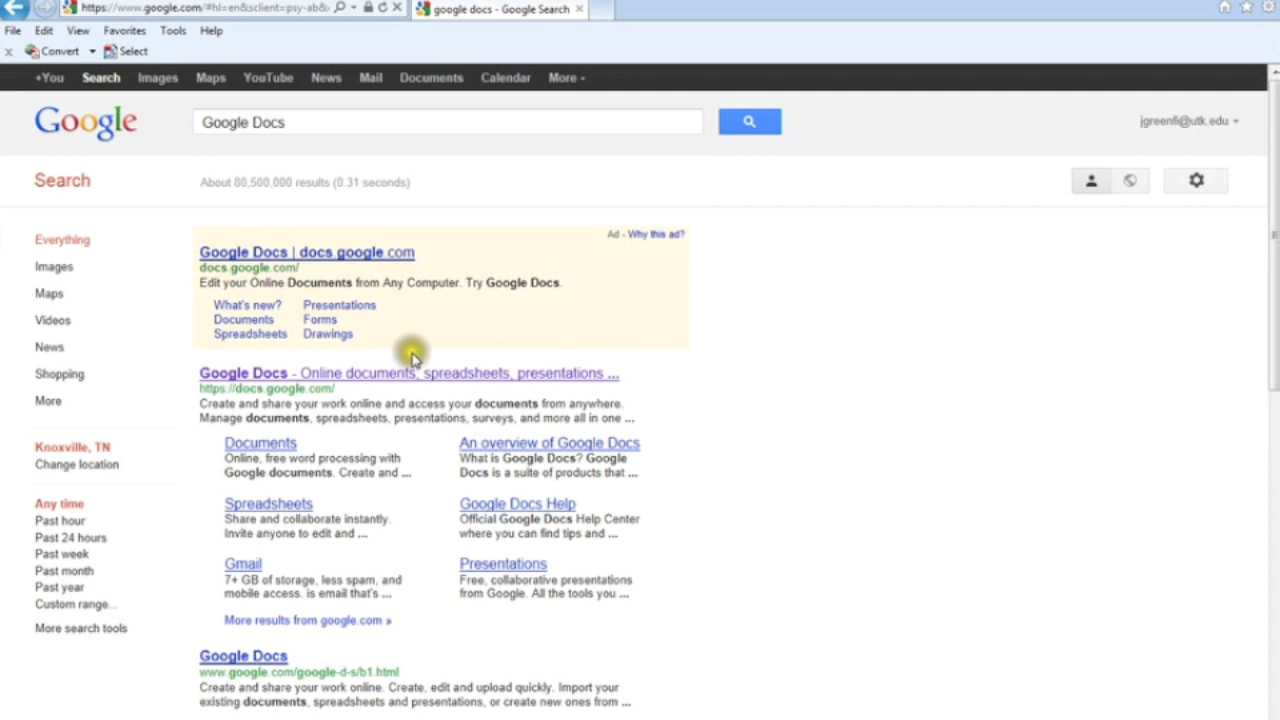 https://www.google.com/#hl=en&sclient=psy-ab&
google docs - Google Search
File Edit View Favorites Tools Help
x Convert Select
+You Search Images Maps YouTube News Mail Documents Calendar More
Google
Google Docs
jgreenfi@utk.edu
Search
About 80,500,000 results (0.31 seconds)
Everything
Images
Maps
Videos
News
Shopping
More
Knoxville, TN
Change location
Any time
Past hour
Past 24 hours
Past week
Past month
Past year
Custom range...
More search tools
Ad - Why this ad?
Google Docs | docs google com
docs.google.com/
Edit your Online Documents from Any Computer. Try Google Docs.
What's new? Presentations
Documents Forms
Spreadsheets Drawings
Google Docs - Online documents, spreadsheets, presentations ...
https://docs.google.com/
Create and share your work online and access your documents from anywhere.
Manage documents, spreadsheets, presentations, surveys, and more all in one ...
Documents
Online, free word processing with
Google documents. Create and ...
An overview of Google Docs
What is Google Docs? Google
Docs is a suite of products that ...
Spreadsheets
Share and collaborate instantly.
Invite anyone to edit and ...
Google Docs Help
Official Google Docs Help Center
where you can find tips and ...
Gmail
7+ GB of storage, less spam, and
mobile access. is email that's ...
Presentations
Free, collaborative presentations
from Google. All the tools you ...
More results from google.com »
Google Docs
www.google.com/google-d-s/b1.html
Create and share your work online. Create, edit and upload quickly. Import your
existing documents, spreadsheets and presentations, or create new ones from ...